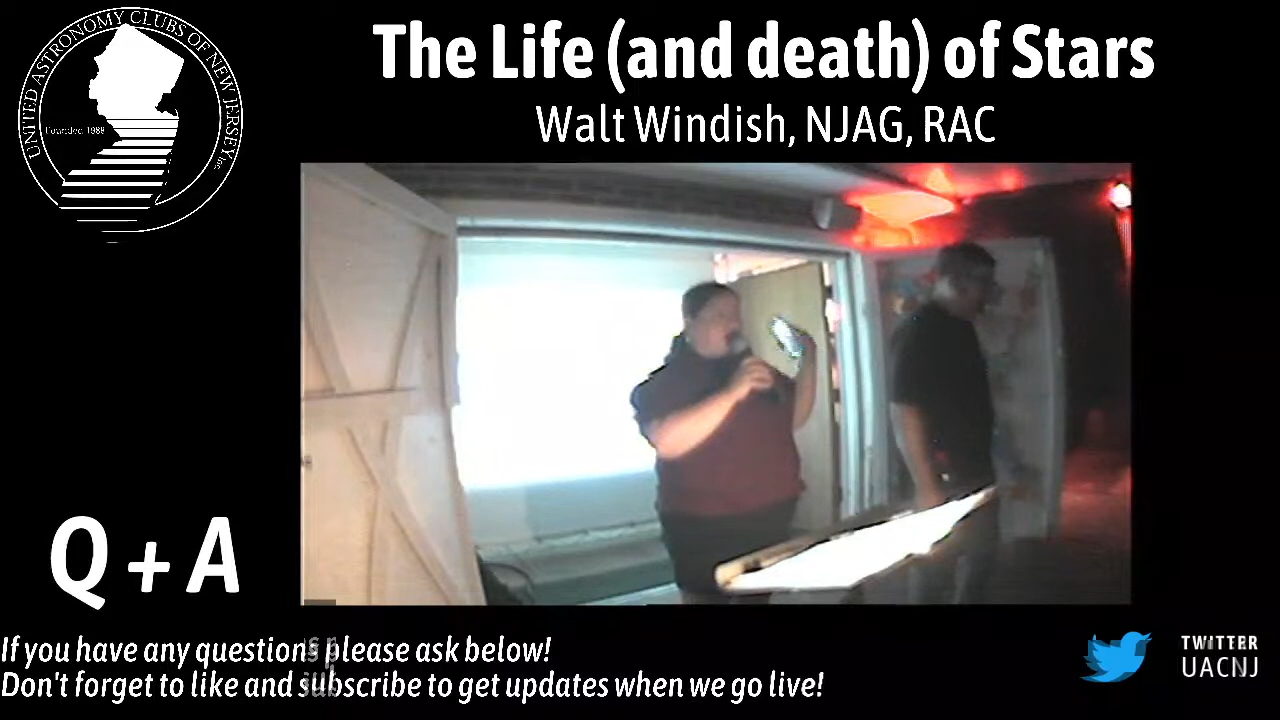 The Life (and death) of Stars
Walt Windish, NJAG, RAC
UNITED ASTRONOMY CLUBS OF NEW JERSEY, Inc.
Founded 1988
Q + A
If you have any questions please ask below!
Don't forget to like and subscribe to get updates when we go live!
TWITTER
UACNJ